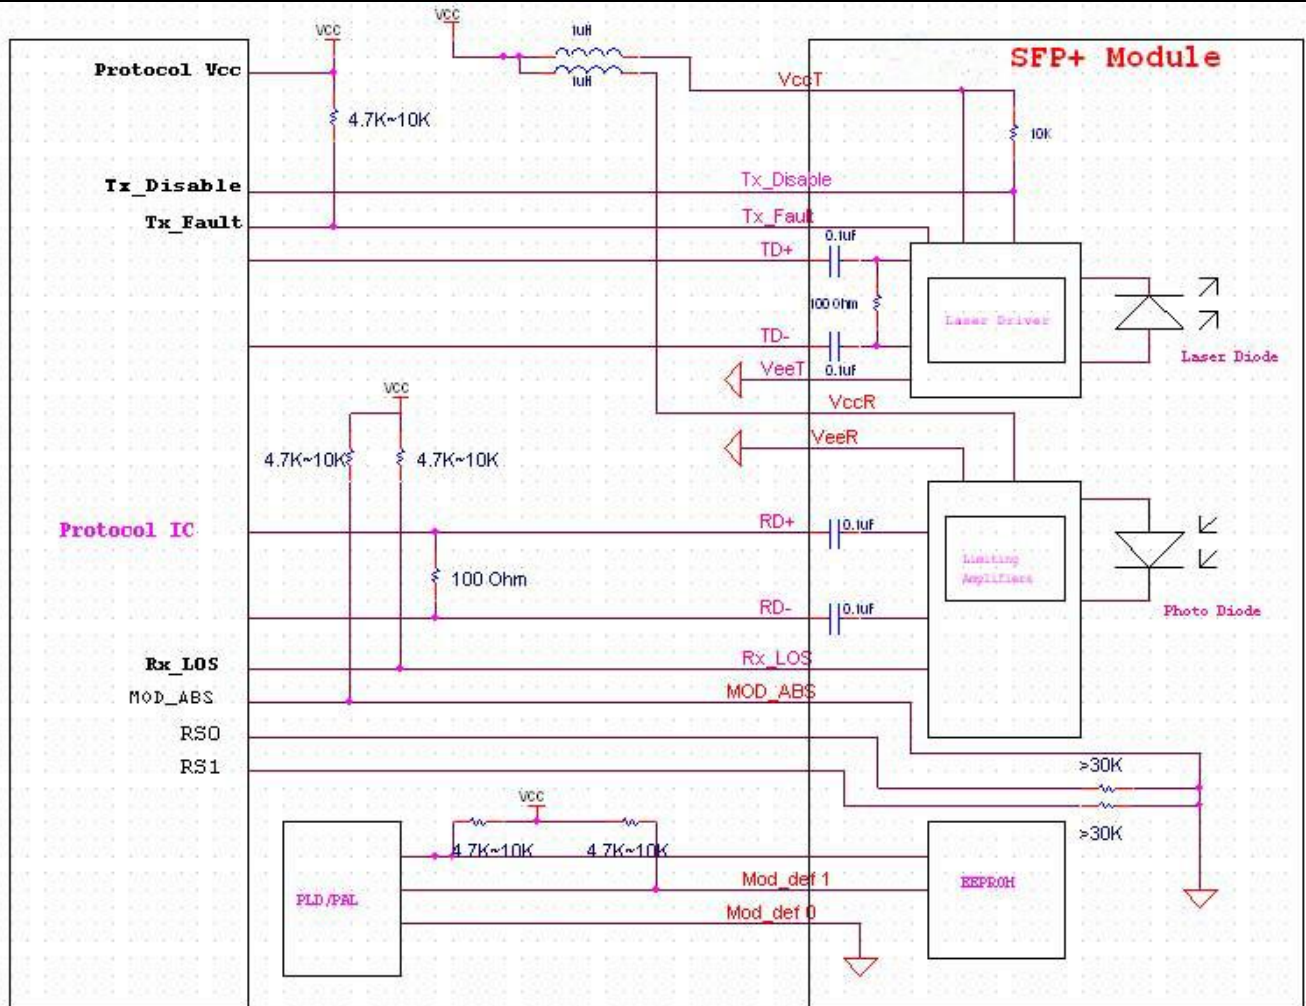 VCC
VCC
1uH
1uH
SFP+ Module
Protocol Vcc
VccT
4.7K~10K
10K
Tx_Disable
Tx_Disable
Tx_Fault
Tx_Fault
0.1uf
TD+
100 Ohm
Laser Driver
TD-
Laser Diode
VeeT
0.1uf
VCC
VccR
VeeR
4.7K~10K
4.7K~10K
Protocol IC
RD+
0.1uf
Limiting
Amplifiers
100 Ohm
RD-
0.1uf
Photo Diode
Rx_LOS
Rx_LOS
MOD_ABS
MOD_ABS
RS0
RS1
>30K
VCC
>30K
4.7K~10K
4.7K~10K
Mod_def 1
EEPROM
PLD/PAL
Mod_def 0